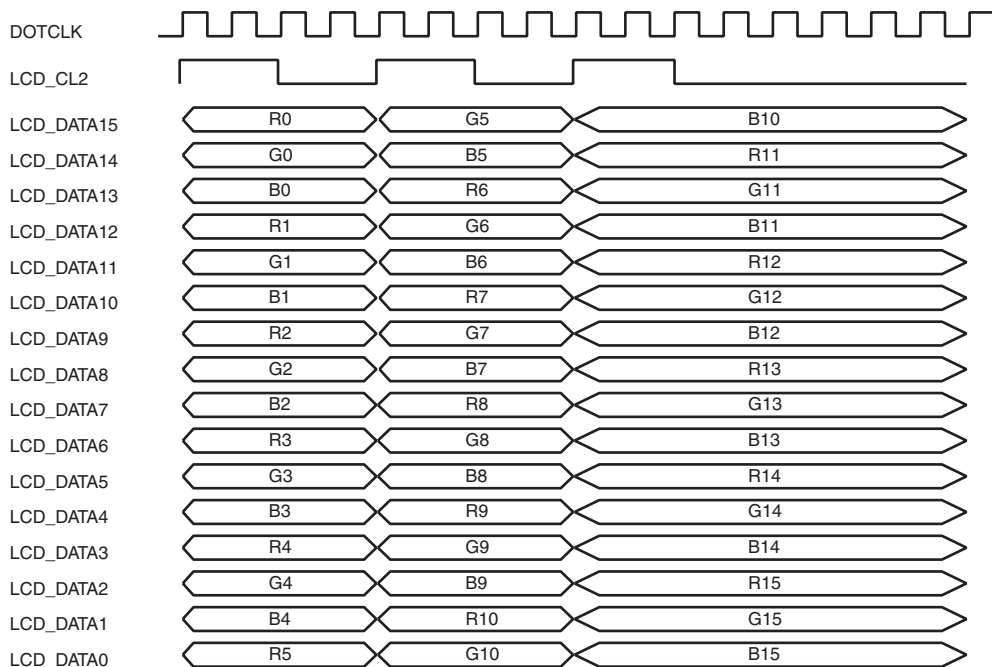 DOTCLK
LCD_CL2
LCD_DATA15 R0 G5 B10
LCD_DATA14 G0 B5 R11
LCD_DATA13 B0 R6 G11
LCD_DATA12 R1 G6 B11
LCD_DATA11 G1 B6 R12
LCD_DATA10 B1 R7 G12
LCD_DATA9 R2 G7 B12
LCD_DATA8 G2 B7 R13
LCD_DATA7 B2 R8 G13
LCD_DATA6 R3 G8 B13
LCD_DATA5 G3 B8 R14
LCD_DATA4 B3 R9 G14
LCD_DATA3 R4 G9 B14
LCD_DATA2 G4 B9 R15
LCD_DATA1 B4 R10 G15
LCD_DATA0 R5 G10 B15